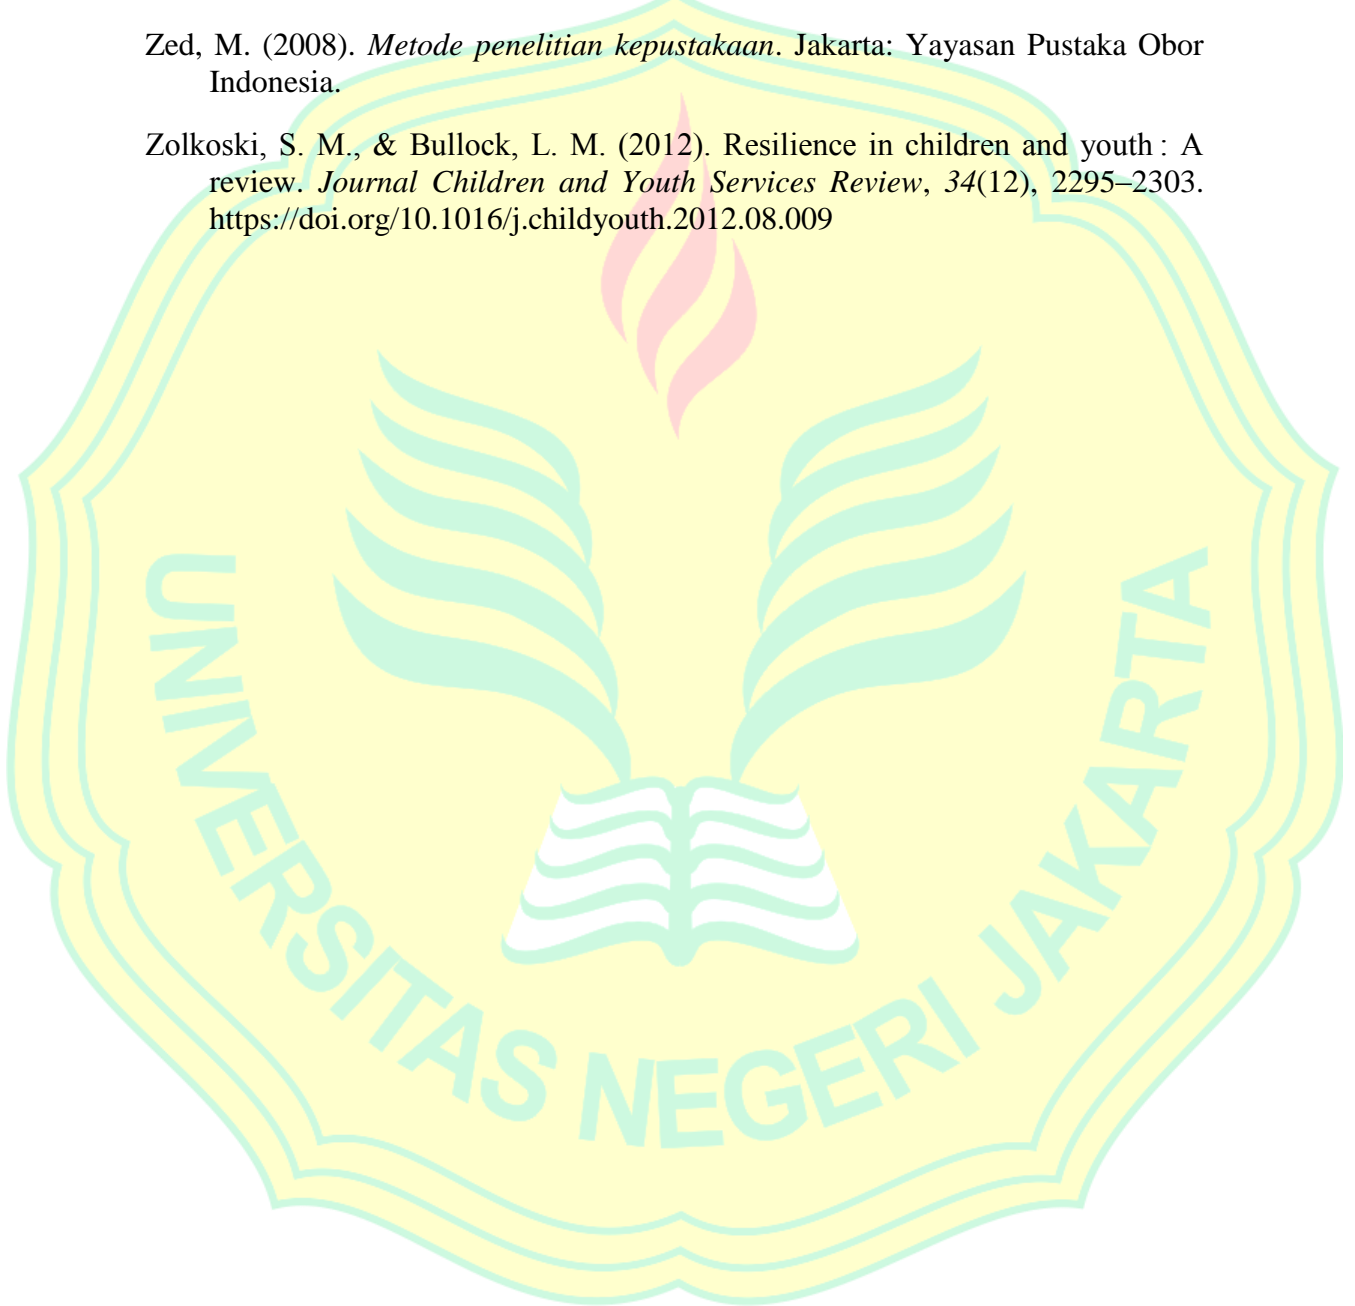 Zed, M. (2008). Metode penelitian kepustakaan. Jakarta: Yayasan Pustaka Obor
Indonesia.
Zolkoski, S. M., & Bullock, L. M. (2012). Resilience in children and youth : A
review. Journal Children and Youth Services Review, 34(12), 2295–2303.
https://doi.org/10.1016/j.childyouth.2012.08.009
UNIVERSITAS NEGERI JAKARTA